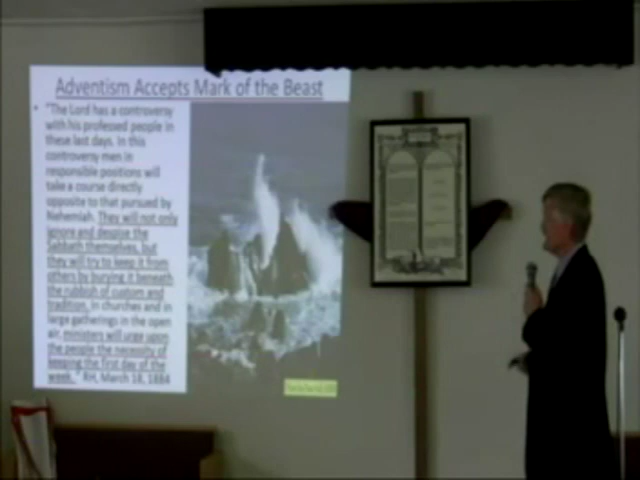 Adventism Accepts Mark of the Beast
• "The Lord has a controversy
with his professed people in
these last days. In this
controversy men in
responsible positions will
take a course directly
opposite to that pursued by
Nehemiah. They will not only
ignore and despise the
Sabbath themselves, but
they will try to keep it from
others by burying it beneath
the rubbish of custom and
tradition. In churches and in
large gatherings in the open
air, ministers will urge upon
the people the necessity of
keeping the first day of the
week." RH, March 18, 1884